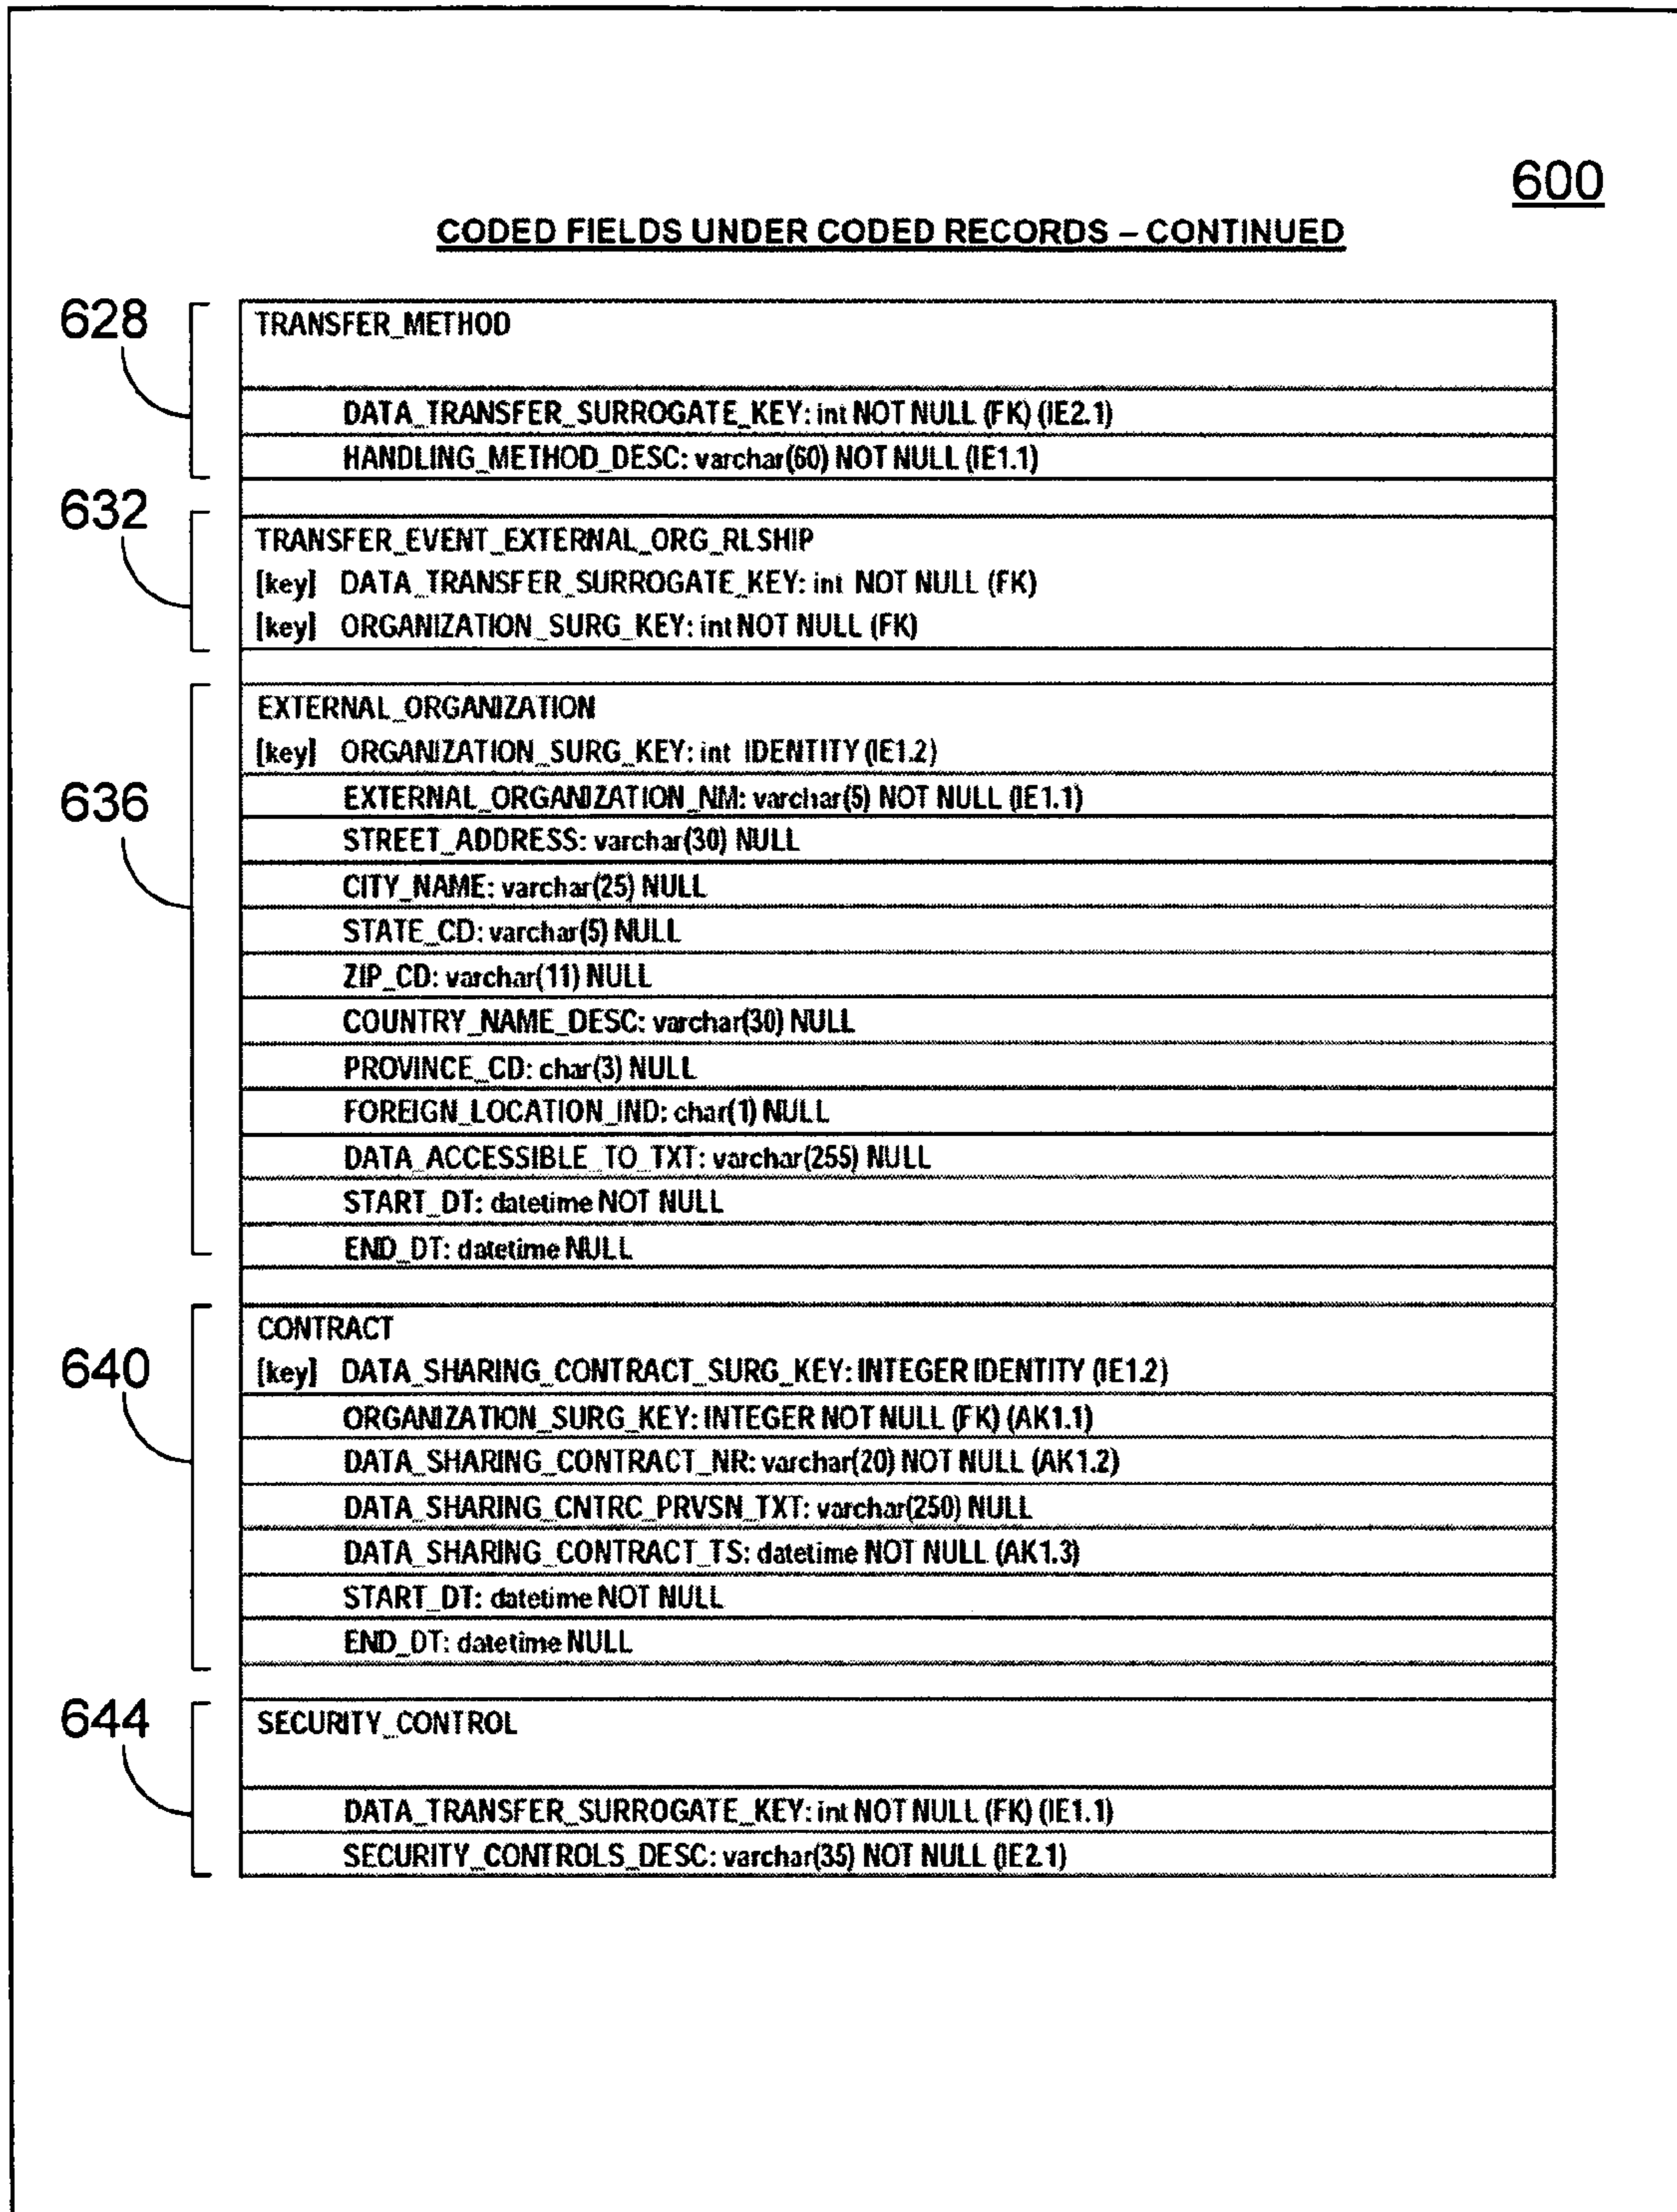 600
CODED FIELDS UNDER CODED RECORDS – CONTINUED
628
TRANSFER_METHOD
DATA_TRANSFER_SURROGATE_KEY: int NOT NULL (FK) (IE2.1)
HANDLING_METHOD_DESC: varchar(60) NOT NULL (IE1.1)
632
TRANSFER_EVENT_EXTERNAL_ORG_RLSHIP
[key] DATA_TRANSFER_SURROGATE_KEY: int NOT NULL (FK)
[key] ORGANIZATION_SURG_KEY: int NOT NULL (FK)
636
EXTERNAL_ORGANIZATION
[key] ORGANIZATION_SURG_KEY: int IDENTITY (IE1.2)
EXTERNAL_ORGANIZATION_NM: varchar(5) NOT NULL (IE1.1)
STREET_ADDRESS: varchar(30) NULL
CITY_NAME: varchar(25) NULL
STATE_CD: varchar(5) NULL
ZIP_CD: varchar(11) NULL
COUNTRY_NAME_DESC: varchar(30) NULL
PROVINCE_CD: char(3) NULL
FOREIGN_LOCATION_IND: char(1) NULL
DATA_ACCESSIBLE_TO_TXT: varchar(255) NULL
START_DT: datetime NOT NULL
END_DT: datetime NULL
640
CONTRACT
[key] DATA_SHARING_CONTRACT_SURG_KEY: INTEGER IDENTITY (IE1.2)
ORGANIZATION_SURG_KEY: INTEGER NOT NULL (FK) (AK1.1)
DATA_SHARING_CONTRACT_NR: varchar(20) NOT NULL (AK1.2)
DATA_SHARING_CNTRC_PRVSN_TXT: varchar(250) NULL
DATA_SHARING_CONTRACT_TS: datetime NOT NULL (AK1.3)
START_DT: datetime NOT NULL
END_DT: datetime NULL
644
SECURITY_CONTROL
DATA_TRANSFER_SURROGATE_KEY: int NOT NULL (FK) (IE1.1)
SECURITY_CONTROLS_DESC: varchar(35) NOT NULL (IE2.1)